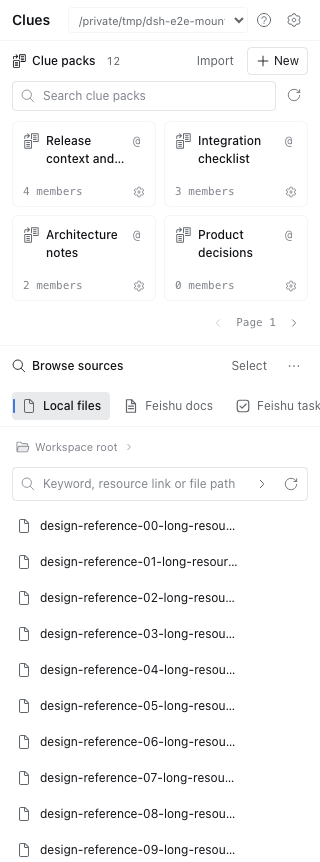 Clues /private/tmp/dsh-e2e-moun
Clue packs 12 Import New
Search clue packs
Release context and... @
4 members
Integration checklist @
3 members
Architecture notes @
2 members
Product decisions @
0 members
Page 1
Browse sources Select ...
Local files Feishu docs Feishu task
Workspace root
Keyword, resource link or file path
design-reference-00-long-resou...
design-reference-01-long-resour...
design-reference-02-long-resou...
design-reference-03-long-resou...
design-reference-04-long-resou...
design-reference-05-long-resou...
design-reference-06-long-resou...
design-reference-07-long-resou...
design-reference-08-long-resou...
design-reference-09-long-resou...